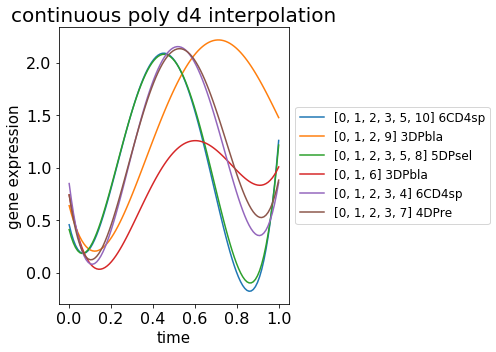 continuous poly d4 interpolation
gene expression
2.0
1.5
1.0
0.5
0.0
0.0 0.2 0.4 0.6 0.8 1.0
time
[0, 1, 2, 3, 5, 10] 6CD4sp
[0, 1, 2, 9] 3DPbla
[0, 1, 2, 3, 5, 8] 5DPsel
[0, 1, 6] 3DPbla
[0, 1, 2, 3, 4] 6CD4sp
[0, 1, 2, 3, 7] 4DPre